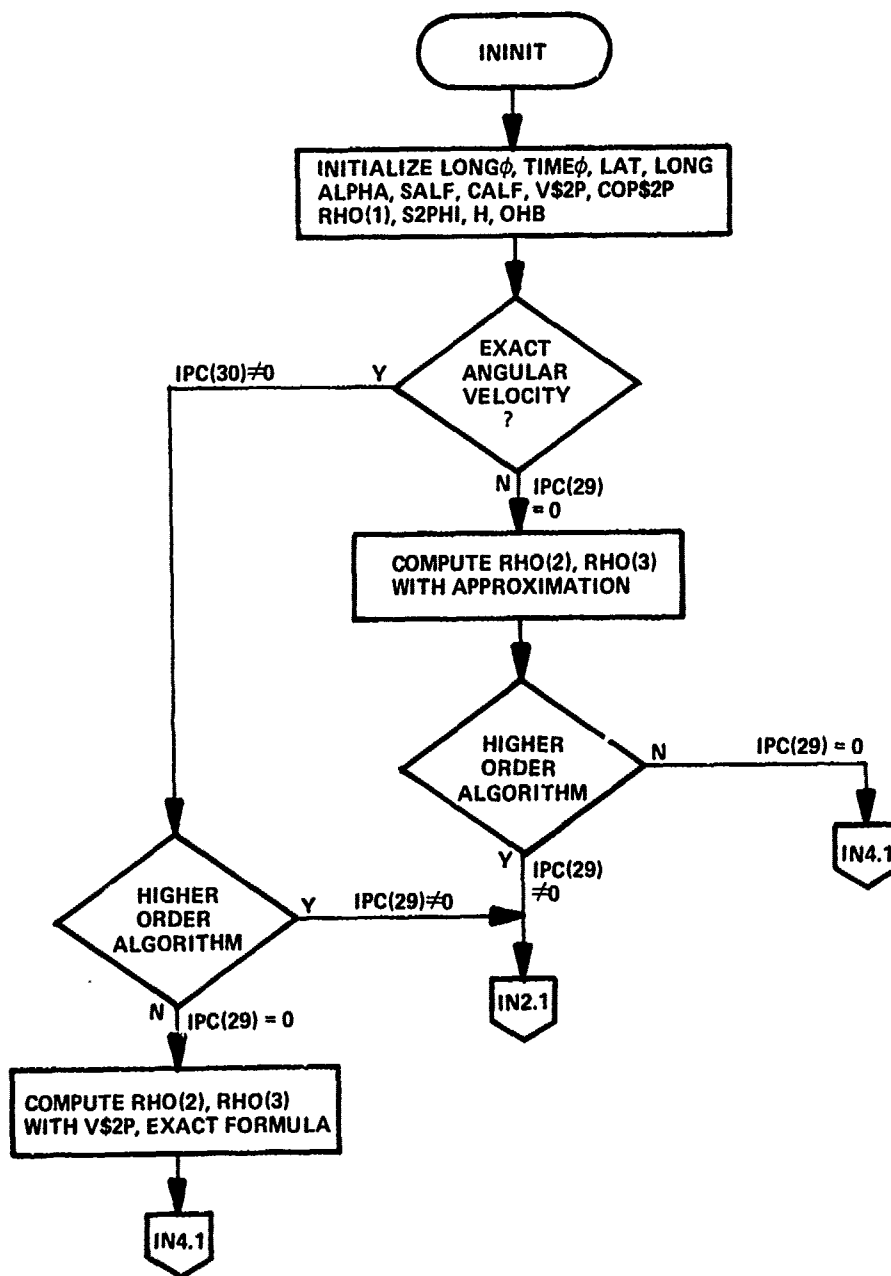 ININIT
INITIALIZE LONGϕ, TIMEϕ, LAT, LONG
ALPHA, SALF, CALF, V$2P, COP$2P
RHO(1), S2PHI, H, OHB
EXACT
ANGULAR
VELOCITY
?
IPC(30)≠0
Y
N
IPC(29)
= 0
COMPUTE RHO(2), RHO(3)
WITH APPROXIMATION
HIGHER
ORDER
ALGORITHM
N
IPC(29) = 0
IN4.1
Y
IPC(29)
≠0
HIGHER
ORDER
ALGORITHM
Y
IPC(29)≠0
IN2.1
N
IPC(29) = 0
COMPUTE RHO(2), RHO(3)
WITH V$2P, EXACT FORMULA
IN4.1